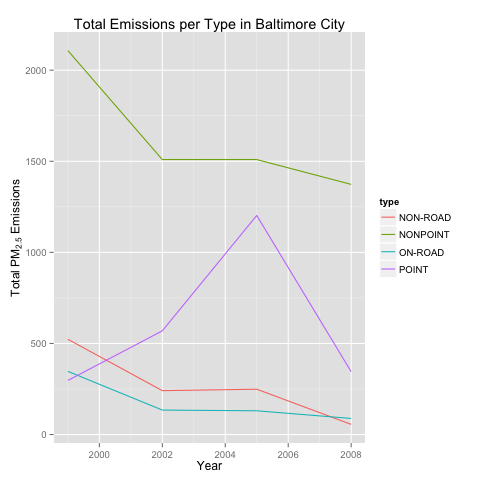 Total Emissions per Type in Baltimore City
Total PM2.5 Emissions
2000
1500
1000
500
0
2000
2002
2004
2006
2008
Year
type
NON-ROAD
NONPOINT
ON-ROAD
POINT